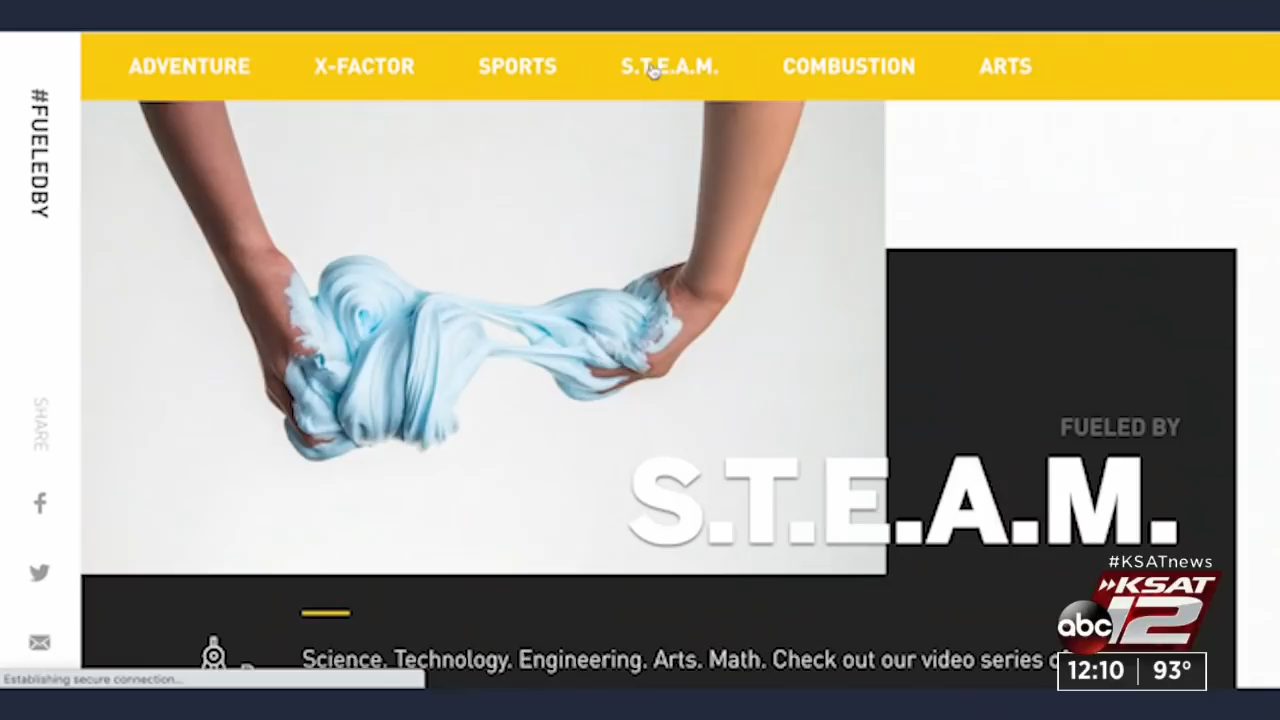 ADVENTURE
X-FACTOR
SPORTS
S.T.E.A.M.
COMBUSTION
ARTS
#FUELEDBY
SHARE
FUELED BY
S.T.E.A.M.
Science. Technology. Engineering. Arts. Math. Check out our video series
Establishing secure connection...
#KSATnews
KSAT
abc 12
12:10 93°